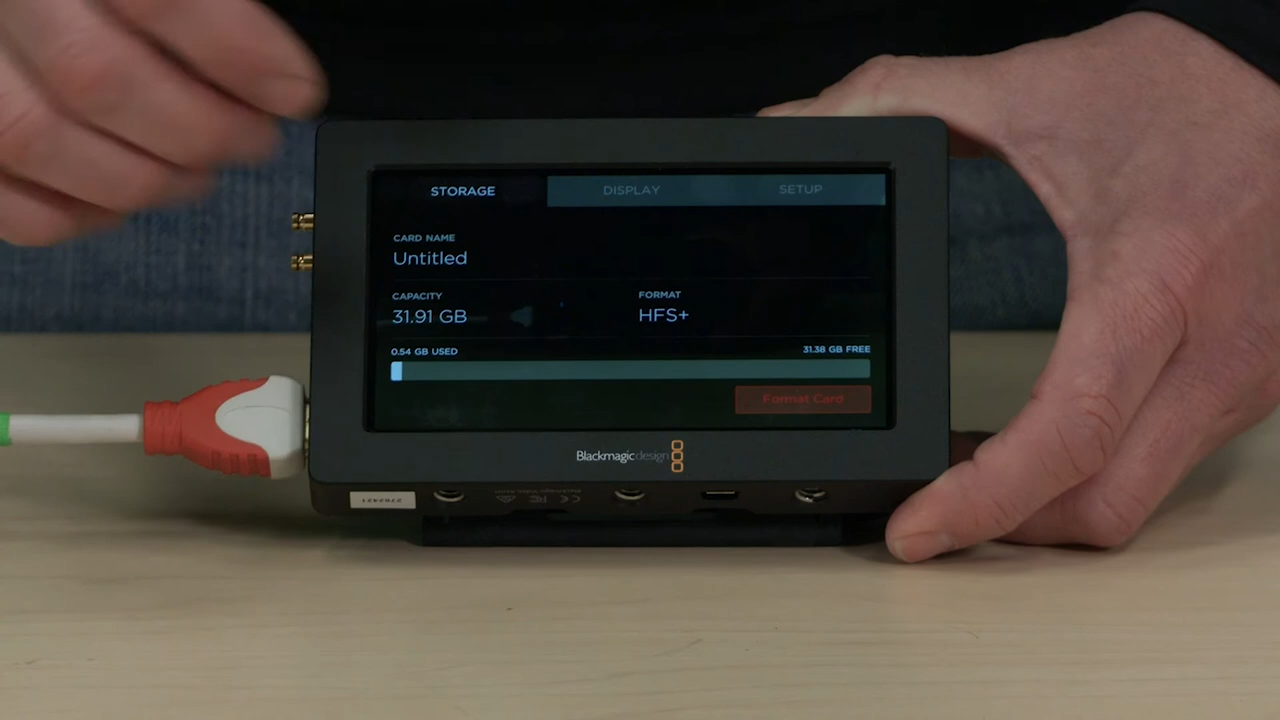 STORAGE DISPLAY SETUP
CARD NAME
Untitled
CAPACITY FORMAT
31.91 GB HFS+
0.54 GB USED 31.38 GB FREE
Format Card
Blackmagicdesign
2762421